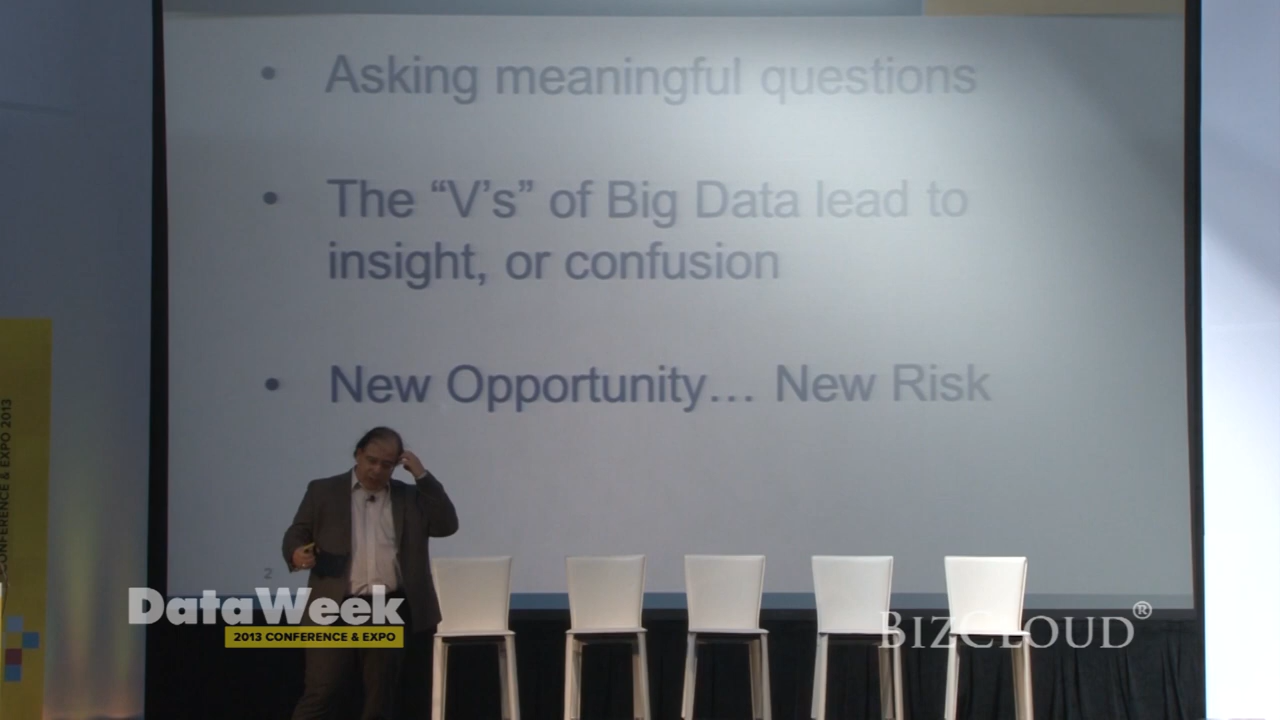 • Asking meaningful questions
• The “V’s” of Big Data lead to
insight, or confusion
• New Opportunity… New Risk
2
DataWeek
2013 CONFERENCE & EXPO
BIZCLOUD®
CONFERENCE & EXPO 2013